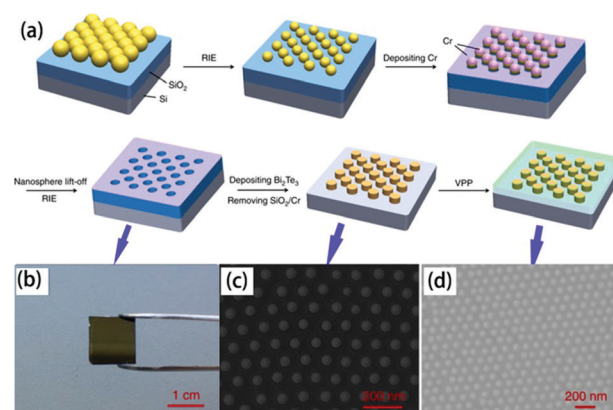 (a)
RIE
Depositing Cr
Cr
SiO2
Si
Nanosphere lift-off
RIE
Depositing Bi2Te3
Removing SiO2/Cr
VPP
(b)
1 cm
(c)
200 nm
(d)
200 nm